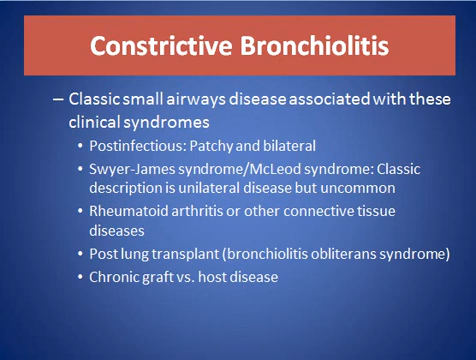 Constrictive Bronchiolitis
– Classic small airways disease associated with these
clinical syndromes
• Postinfectious: Patchy and bilateral
• Swyer-James syndrome/McLeod syndrome: Classic
description is unilateral disease but uncommon
• Rheumatoid arthritis or other connective tissue
diseases
• Post lung transplant (bronchiolitis obliterans syndrome)
• Chronic graft vs. host disease